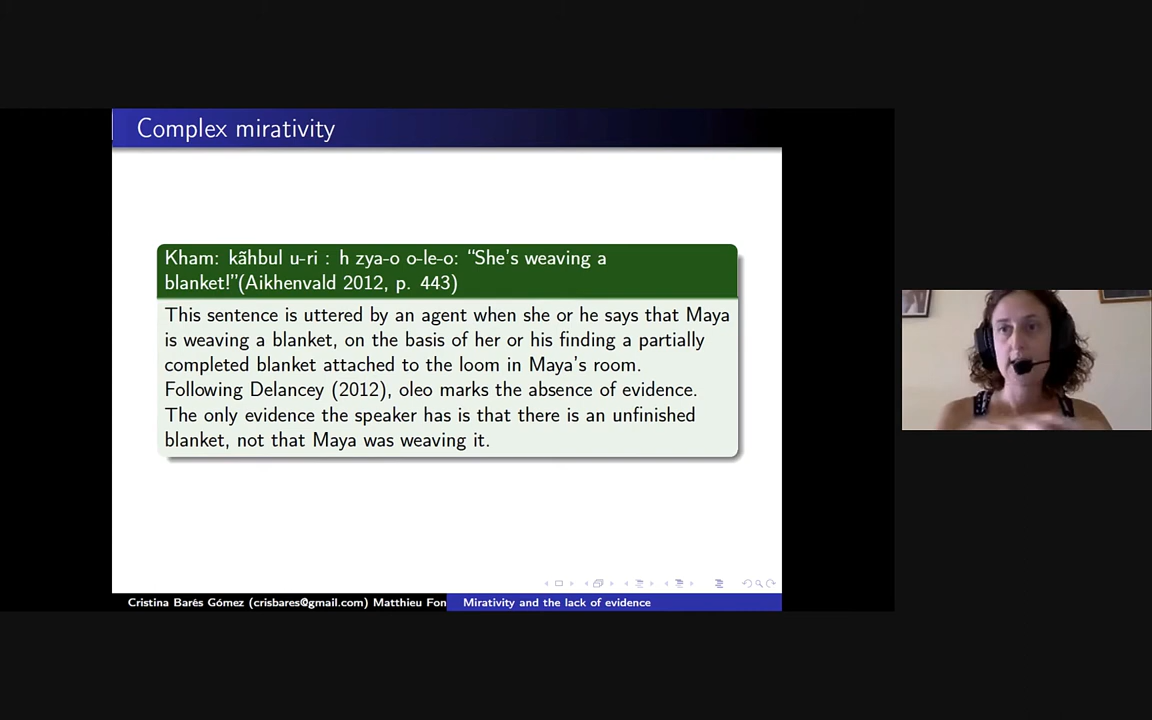 Complex mirativity
Kham: kãhbul u-ri : h zya-o o-le-o: “She’s weaving a
blanket!”(Aikhenvald 2012, p. 443)
This sentence is uttered by an agent when she or he says that Maya
is weaving a blanket, on the basis of her or his finding a partially
completed blanket attached to the loom in Maya’s room.
Following Delancey (2012), oleo marks the absence of evidence.
The only evidence the speaker has is that there is an unfinished
blanket, not that Maya was weaving it.
Cristina Barés Gómez (crisbares@gmail.com) Matthieu Fon Mirativity and the lack of evidence